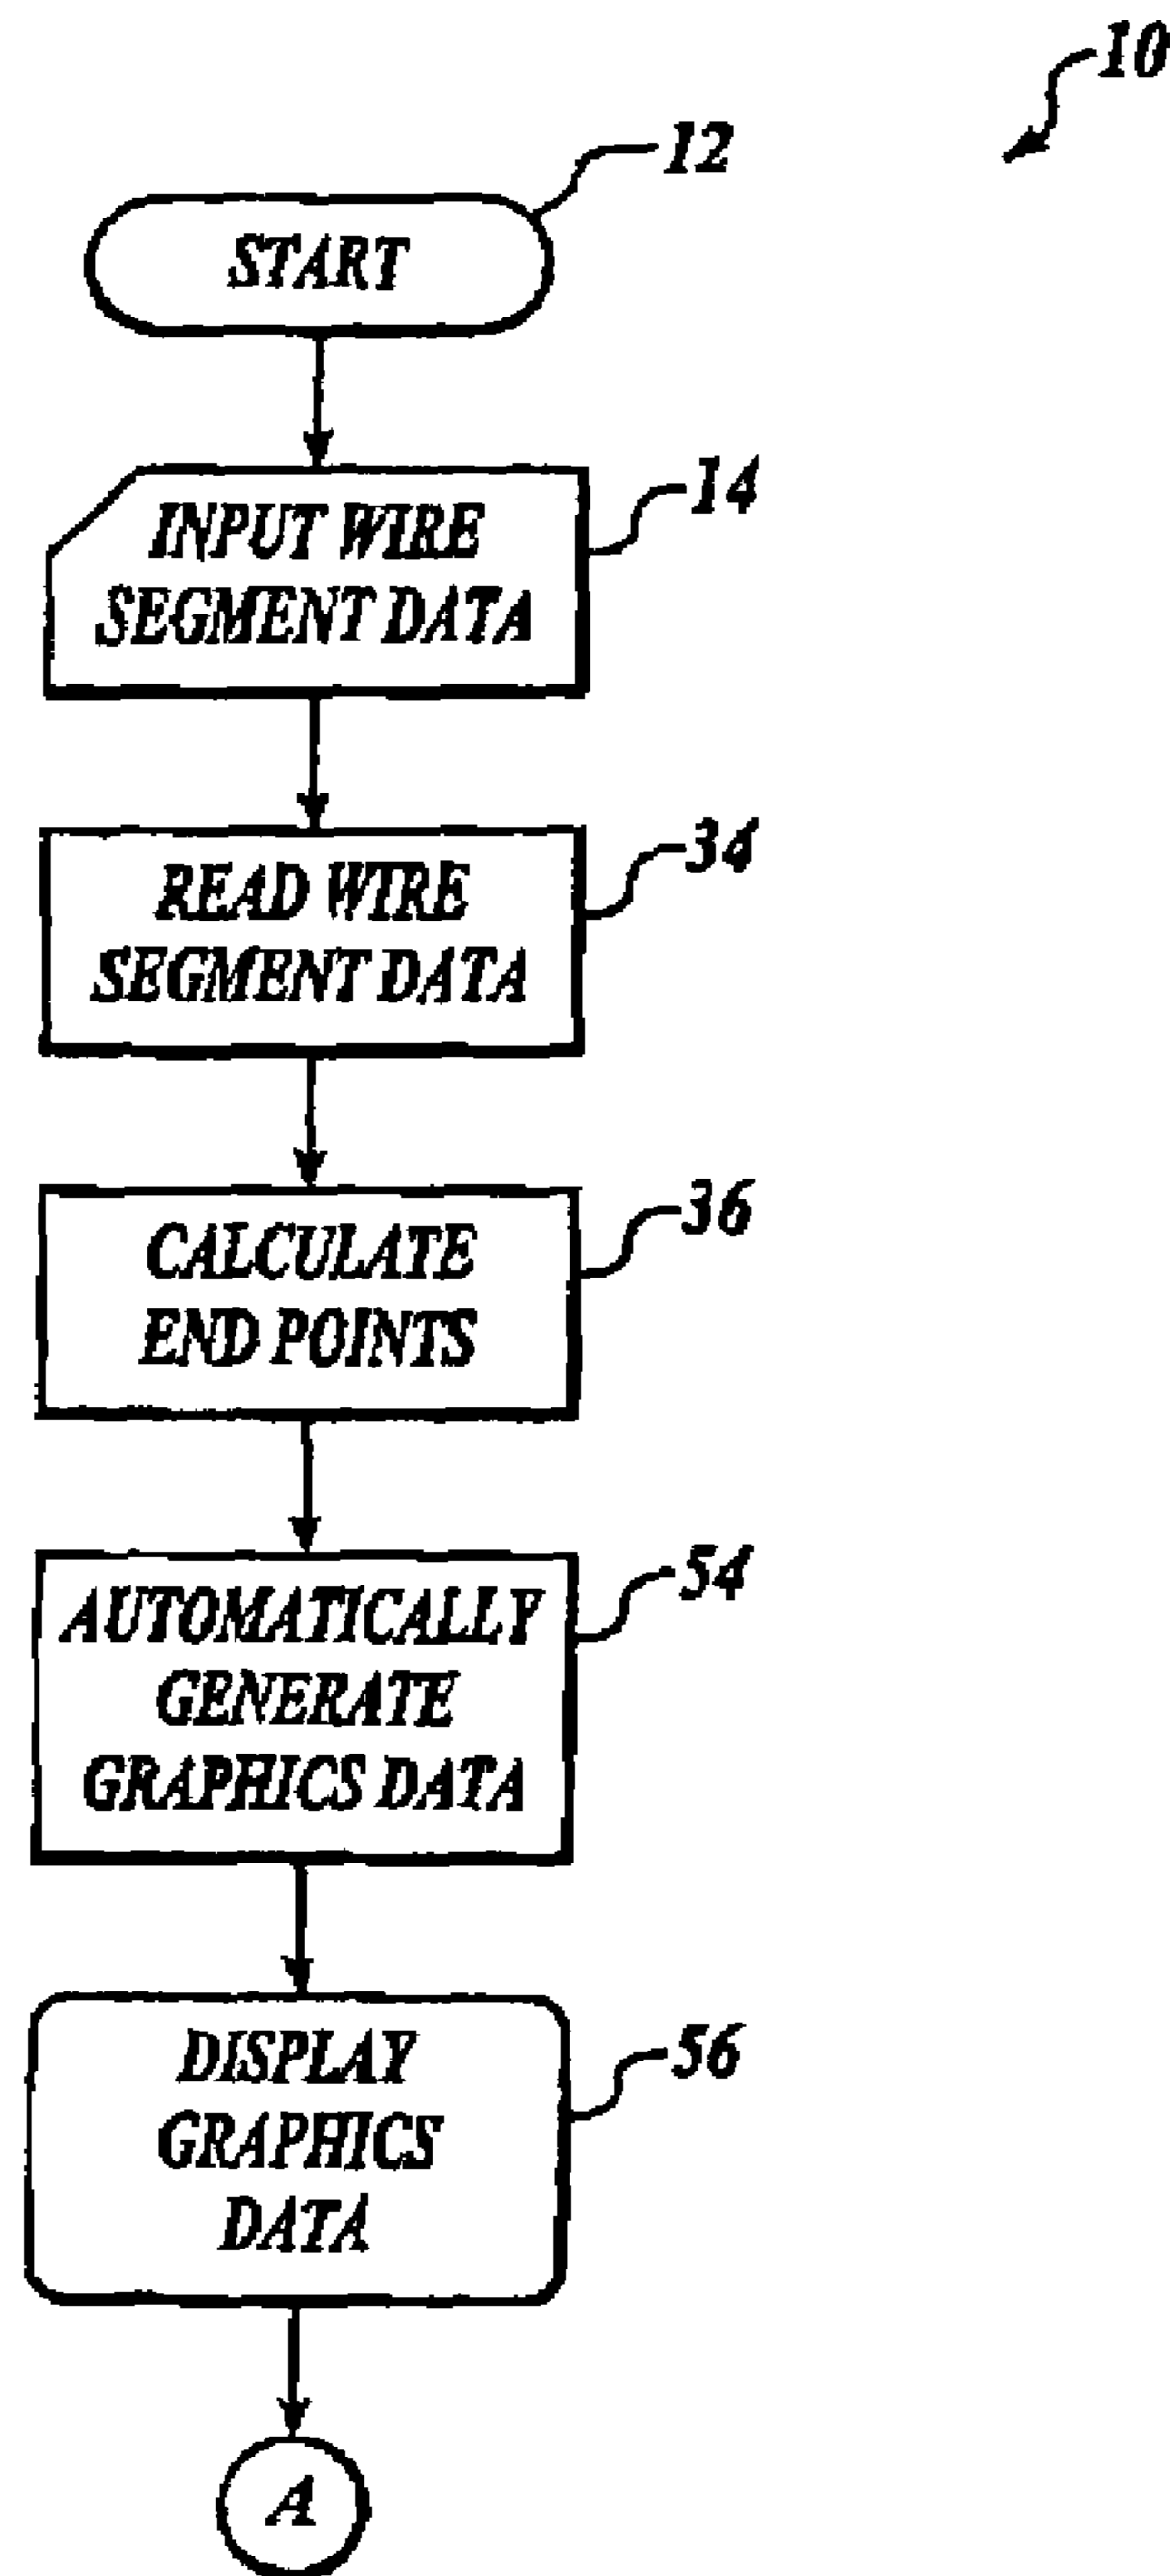 10
12
START
14
INPUT WIRE
SEGMENT DATA
34
READ WIRE
SEGMENT DATA
36
CALCULATE
END POINTS
54
AUTOMATICALLY
GENERATE
GRAPHICS DATA
56
DISPLAY
GRAPHICS
DATA
A